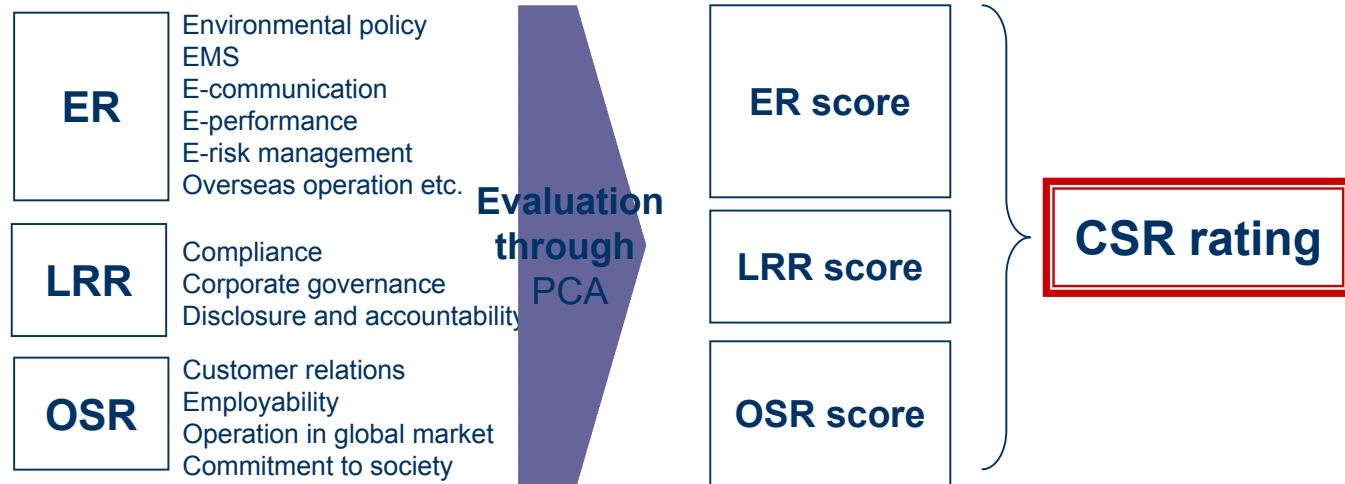 ER
Environmental policy
EMS
E-communication
E-performance
E-risk management
Overseas operation etc.
LRR
Compliance
Corporate governance
Disclosure and accountability
OSR
Customer relations
Employability
Operation in global market
Commitment to society
Evaluation
through
PCA
ER score
LRR score
OSR score
CSR rating